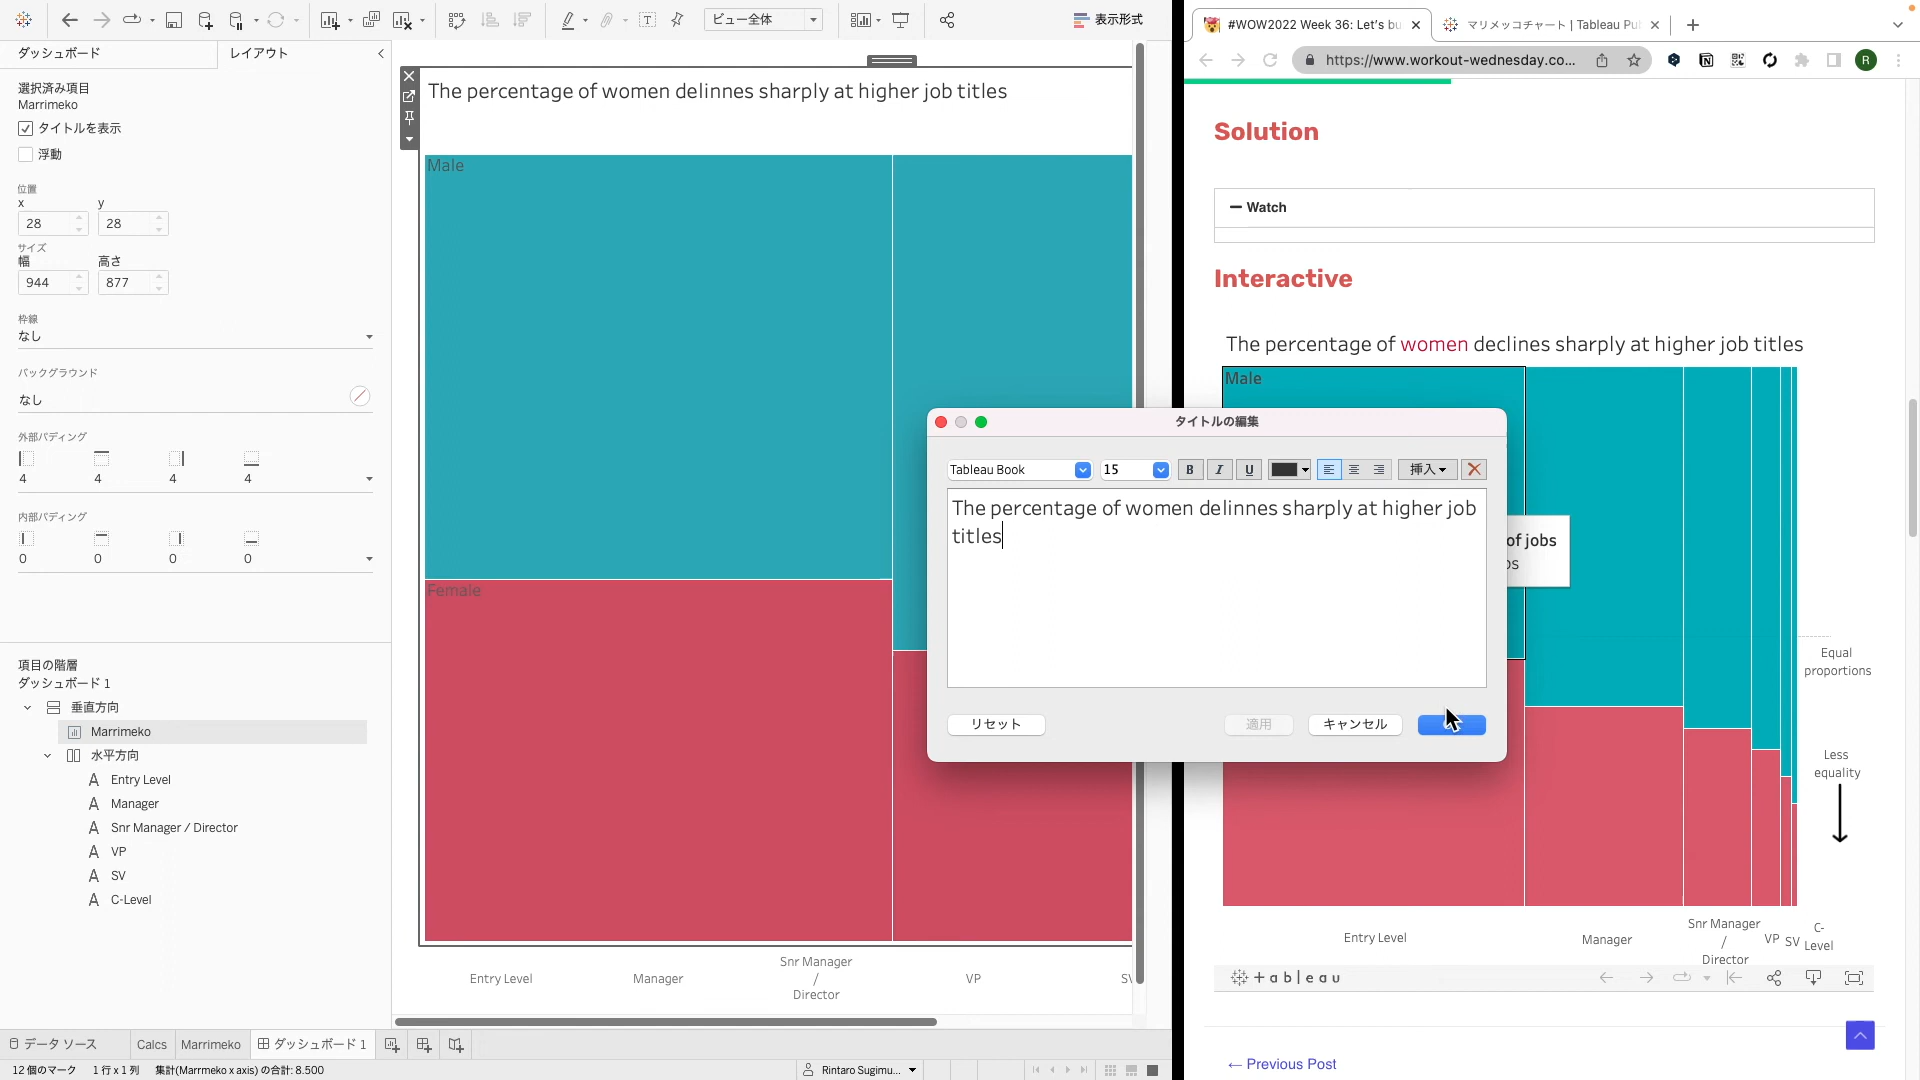 ビュー全体
表示形式
ダッシュボード
レイアウト
選択済み項目
Marrimeko
タイトルを表示
浮動
位置
x
y
28
28
サイズ
幅
高さ
944
877
枠線
なし
バックグラウンド
なし
外部パディング
4
4
4
4
内部パディング
0
0
0
0
項目の階層
ダッシュボード 1
垂直方向
Marrimeko
水平方向
A Entry Level
A Manager
A Snr Manager / Director
A VP
A SV
A C-Level
The percentage of women delinnes sharply at higher job titles
Male
Female
Entry Level
Manager
Snr Manager
/
Director
VP
タイトルの編集
Tableau Book
15
B
I
U
挿入
The percentage of women delinnes sharply at higher job
titles
リセット
適用
キャンセル
データ ソース
Calcs
Marrimeko
ダッシュボード 1
12 個のマーク
1 行 x 1 列
集計(Marrmeko x axis) の合計: 8.500
Rintaro Sugimu...
#WOW2022 Week 36: Let's bu
マリメッコチャート | Tableau Pu
https://www.workout-wednesday.co...
R
Solution
Watch
Interactive
The percentage of women declines sharply at higher job titles
Male
of jobs
Equal
proportions
Less
equality
Entry Level
Manager
Snr Manager
/
Director
VP
SV
C-
Level
+ableau
← Previous Post